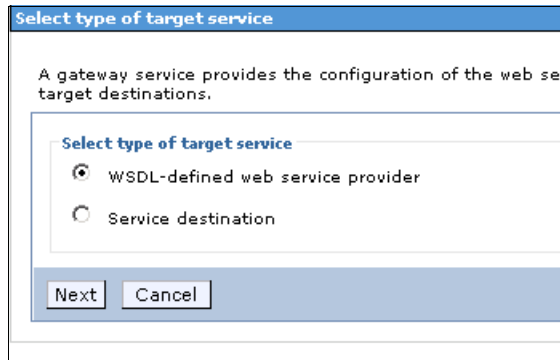 Select type of target service
A gateway service provides the configuration of the web se
target destinations.
Select type of target service
WSDL-defined web service provider
Service destination
Next Cancel